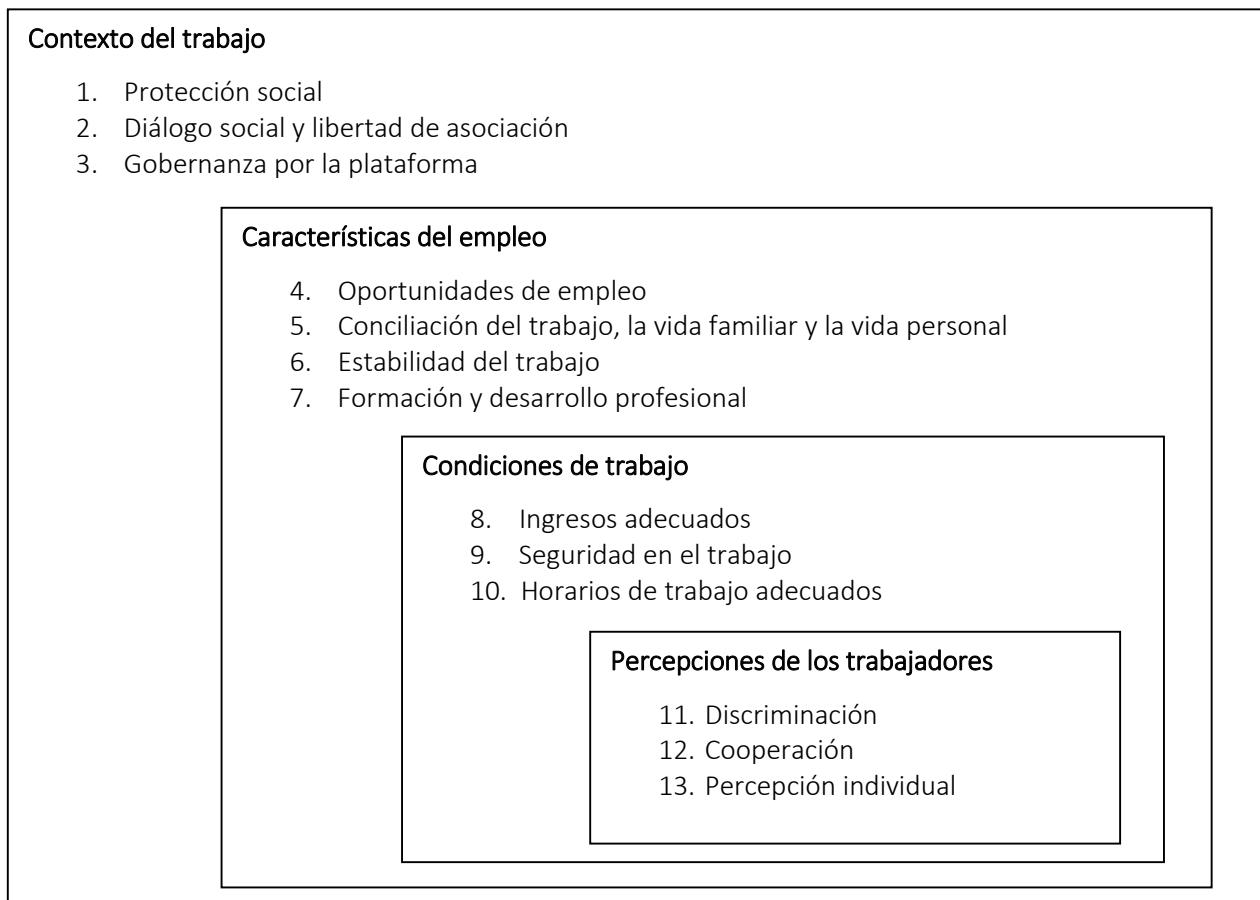 Contexto del trabajo
1. Protección social
2. Diálogo social y libertad de asociación
3. Gobernanza por la plataforma
Características del empleo
4. Oportunidades de empleo
5. Conciliación del trabajo, la vida familiar y la vida personal
6. Estabilidad del trabajo
7. Formación y desarrollo profesional
Condiciones de trabajo
8. Ingresos adecuados
9. Seguridad en el trabajo
10. Horarios de trabajo adecuados
Percepciones de los trabajadores
11. Discriminación
12. Cooperación
13. Percepción individual